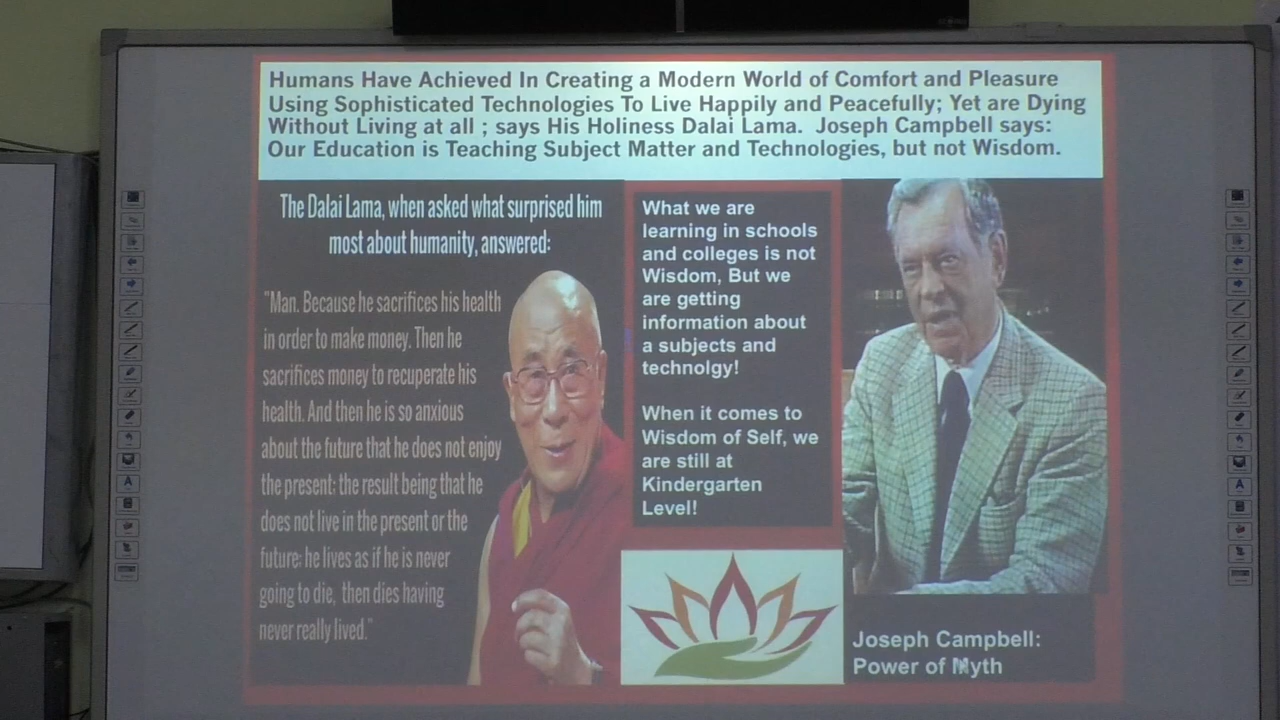 Humans Have Achieved In Creating a Modern World of Comfort and Pleasure
Using Sophisticated Technologies To Live Happily and Peacefully; Yet are Dying
Without Living at all ; says His Holiness Dalai Lama. Joseph Campbell says:
Our Education is Teaching Subject Matter and Technologies, but not Wisdom.
The Dalai Lama, when asked what surprised him
most about humanity, answered:
"Man. Because he sacrifices his health
in order to make money. Then he
sacrifices money to recuperate his
health. And then he is so anxious
about the future that he does not enjoy
the present; the result being that he
does not live in the present or the
future; he lives as if he is never
going to die, then dies having
never really lived."
What we are
learning in schools
and colleges is not
Wisdom, But we
are getting
information about
a subjects and
technolgy!
When it comes to
Wisdom of Self, we
are still at
Kindergarten
Level!
Joseph Campbell:
Power of Myth